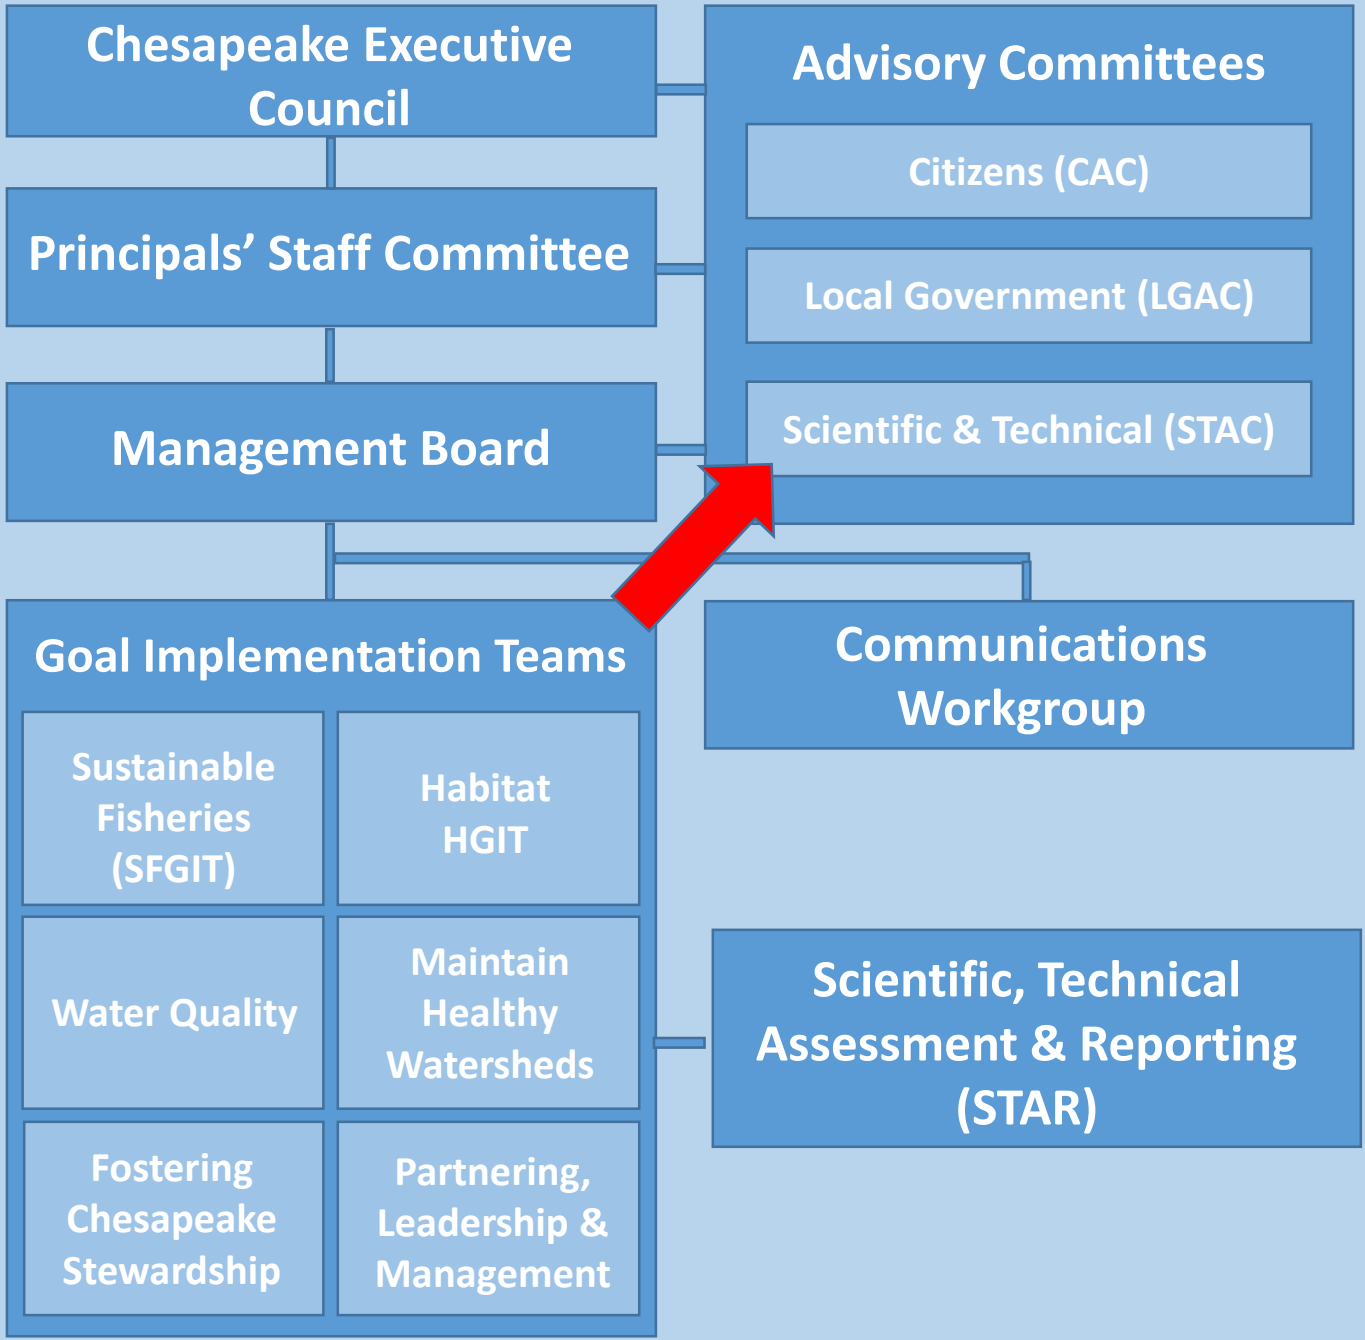 Chesapeake Executive
Council
Advisory Committees
Citizens (CAC)
Principals’ Staff Committee
Local Government (LGAC)
Management Board
Scientific & Technical (STAC)
Goal Implementation Teams
Communications
Workgroup
Sustainable
Fisheries
(SFGIT)
Habitat
HGIT
Water Quality
Maintain
Healthy
Watersheds
Scientific, Technical
Assessment & Reporting
(STAR)
Fostering
Chesapeake
Stewardship
Partnering,
Leadership &
Management